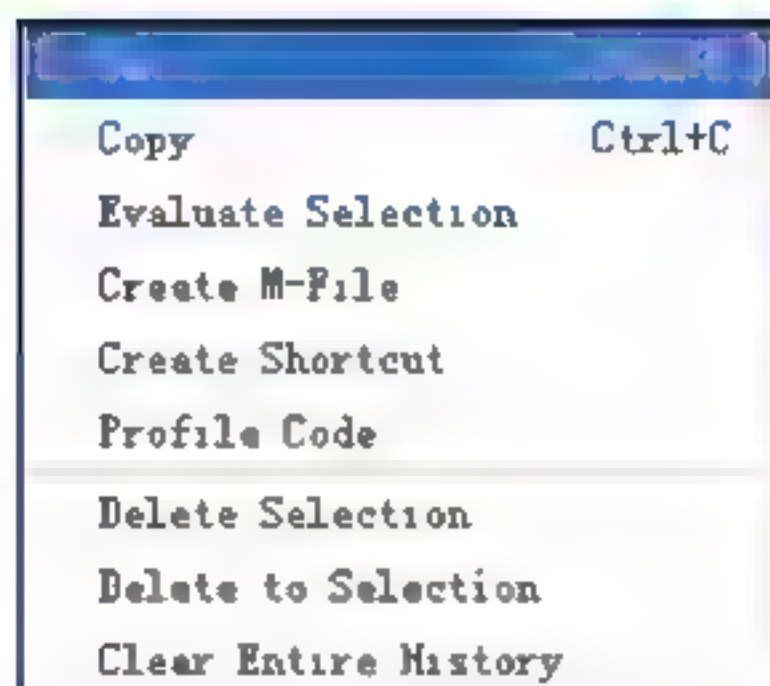 Copy Ctrl+C
Evaluate Selection
Create M-File
Create Shortcut
Profile Code
Delete Selection
Delete to Selection
Clear Entire History